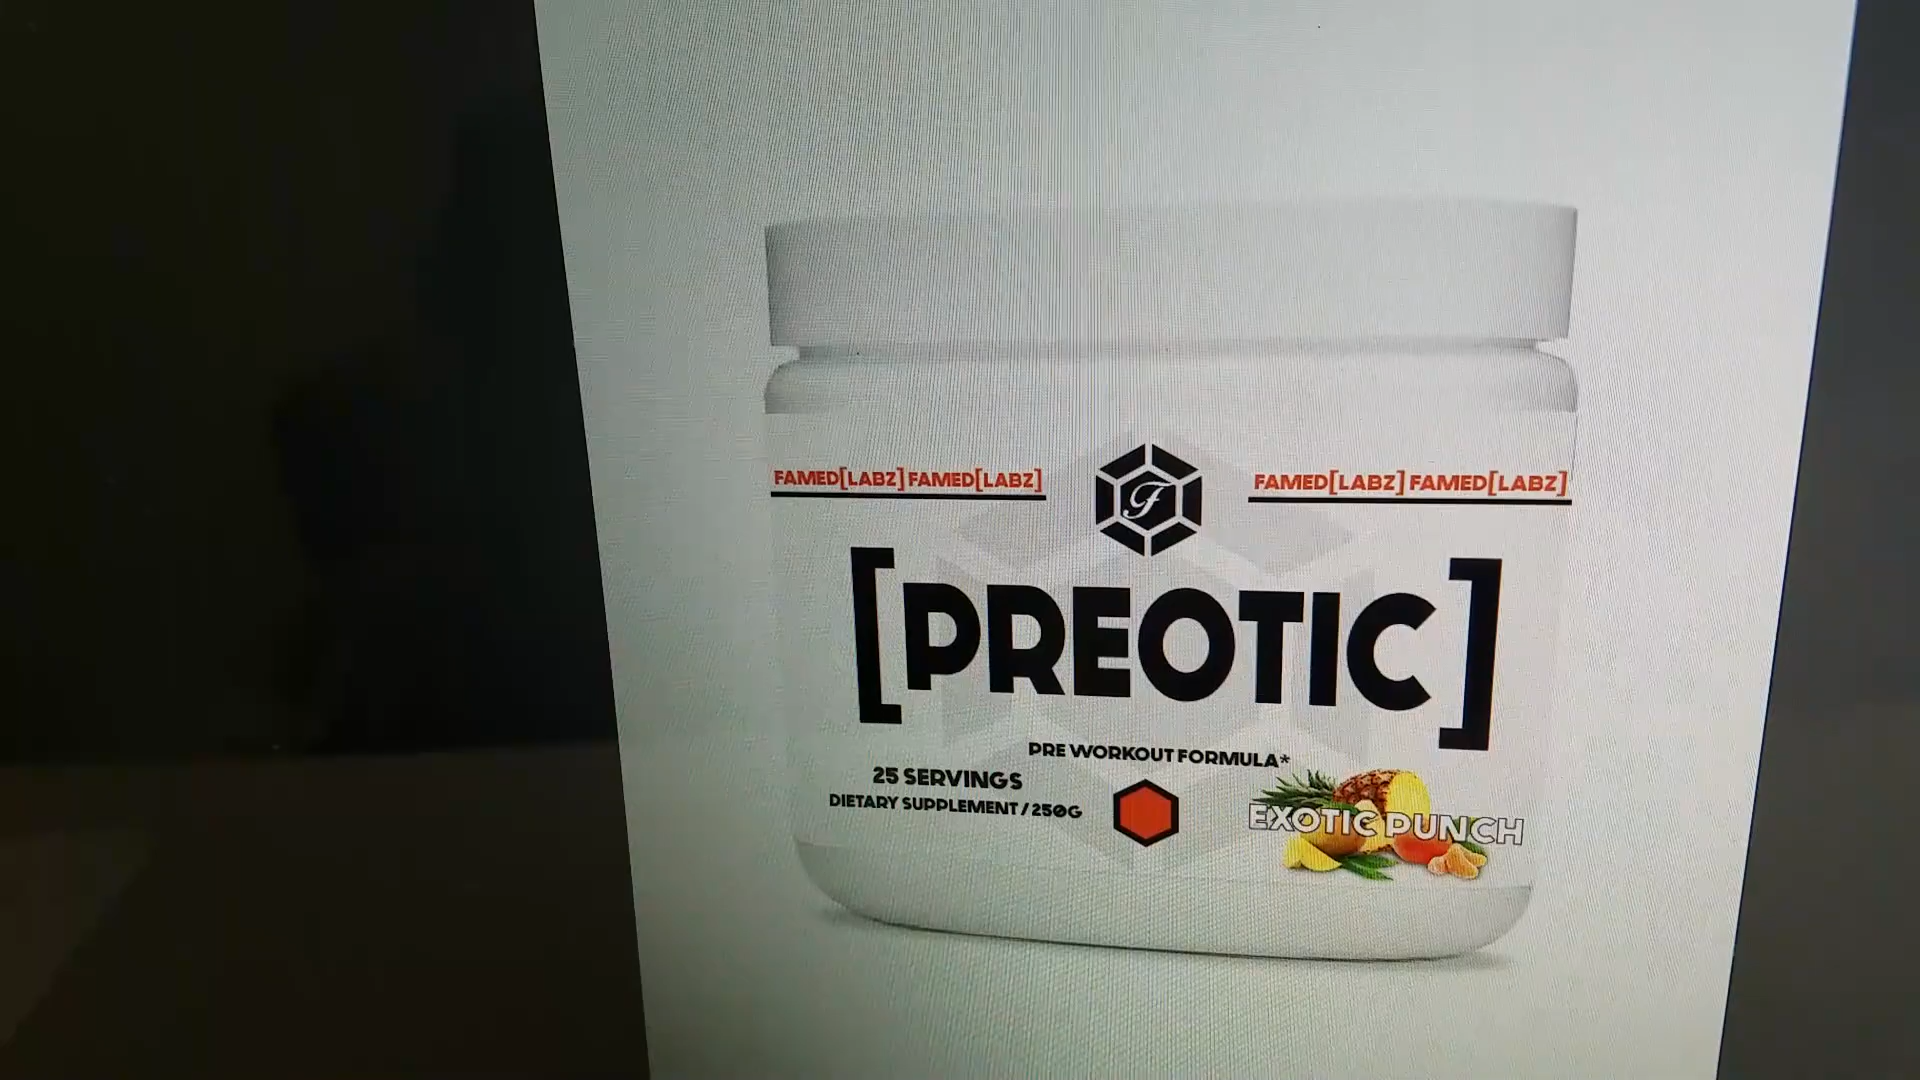 FAMED[LABZ] FAMED[LABZ]
FAMED[LABZ] FAMED[LABZ]
F
[PREOTIC]
PRE WORKOUT FORMULA*
25 SERVINGS
DIETARY SUPPLEMENT / 250G
EXOTIC PUNCH